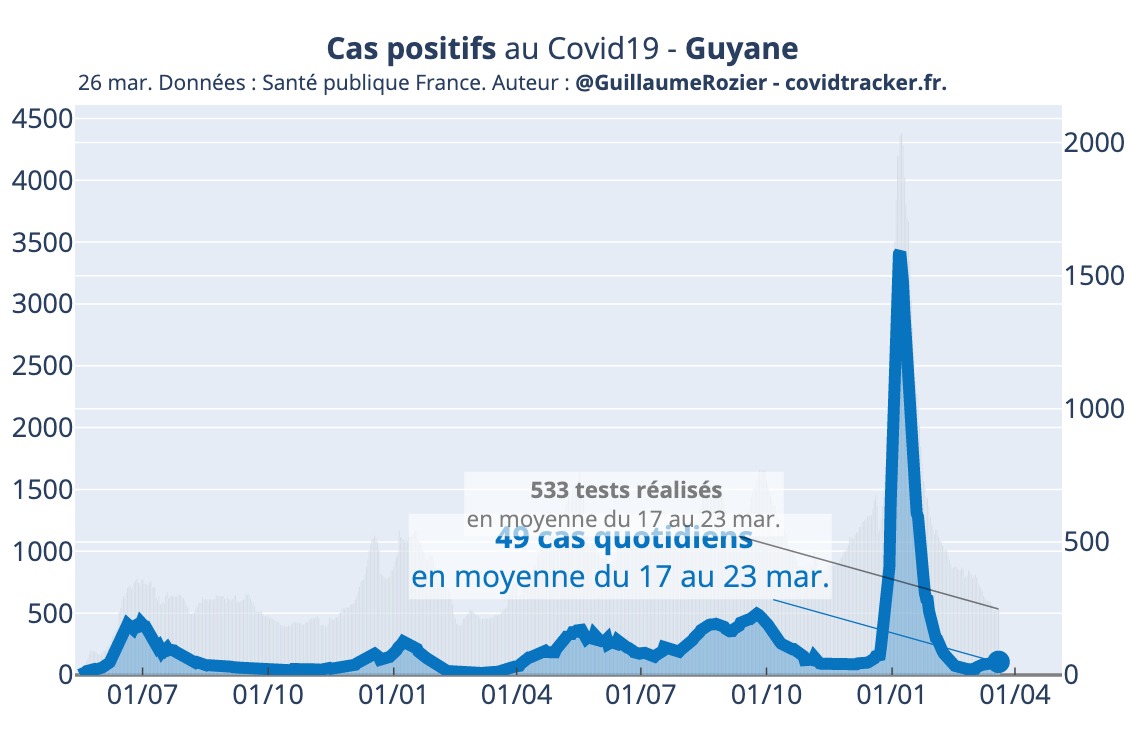 Cas positifs au Covid19 - Guyane
26 mar. Données : Santé publique France. Auteur : @GuillaumeRozier - covidtracker.fr.
4500
4000
3500
3000
2500
2000
1500
1000
500
0
2000
1500
1000
500
0
533 tests réalisés
en moyenne du 17 au 23 mar.
49 cas quotidiens
en moyenne du 17 au 23 mar.
01/07 01/10 01/01 01/04 01/07 01/10 01/01 01/04